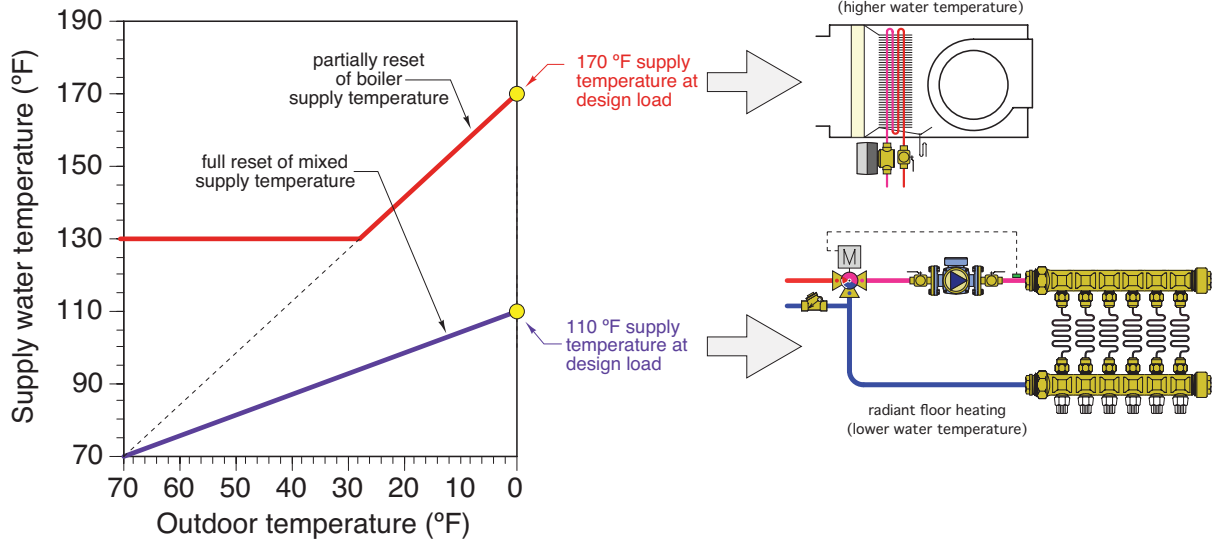 Supply water temperature (ºF)
190
170
150
130
110
90
70
70
60
50
40
30
20
10
0
Outdoor temperature (ºF)
partially reset
of boiler
supply temperature
full reset of mixed
supply temperature
170 ºF supply
temperature at
design load
110 ºF supply
temperature at
design load
(higher water temperature)
M
radiant floor heating
(lower water temperature)